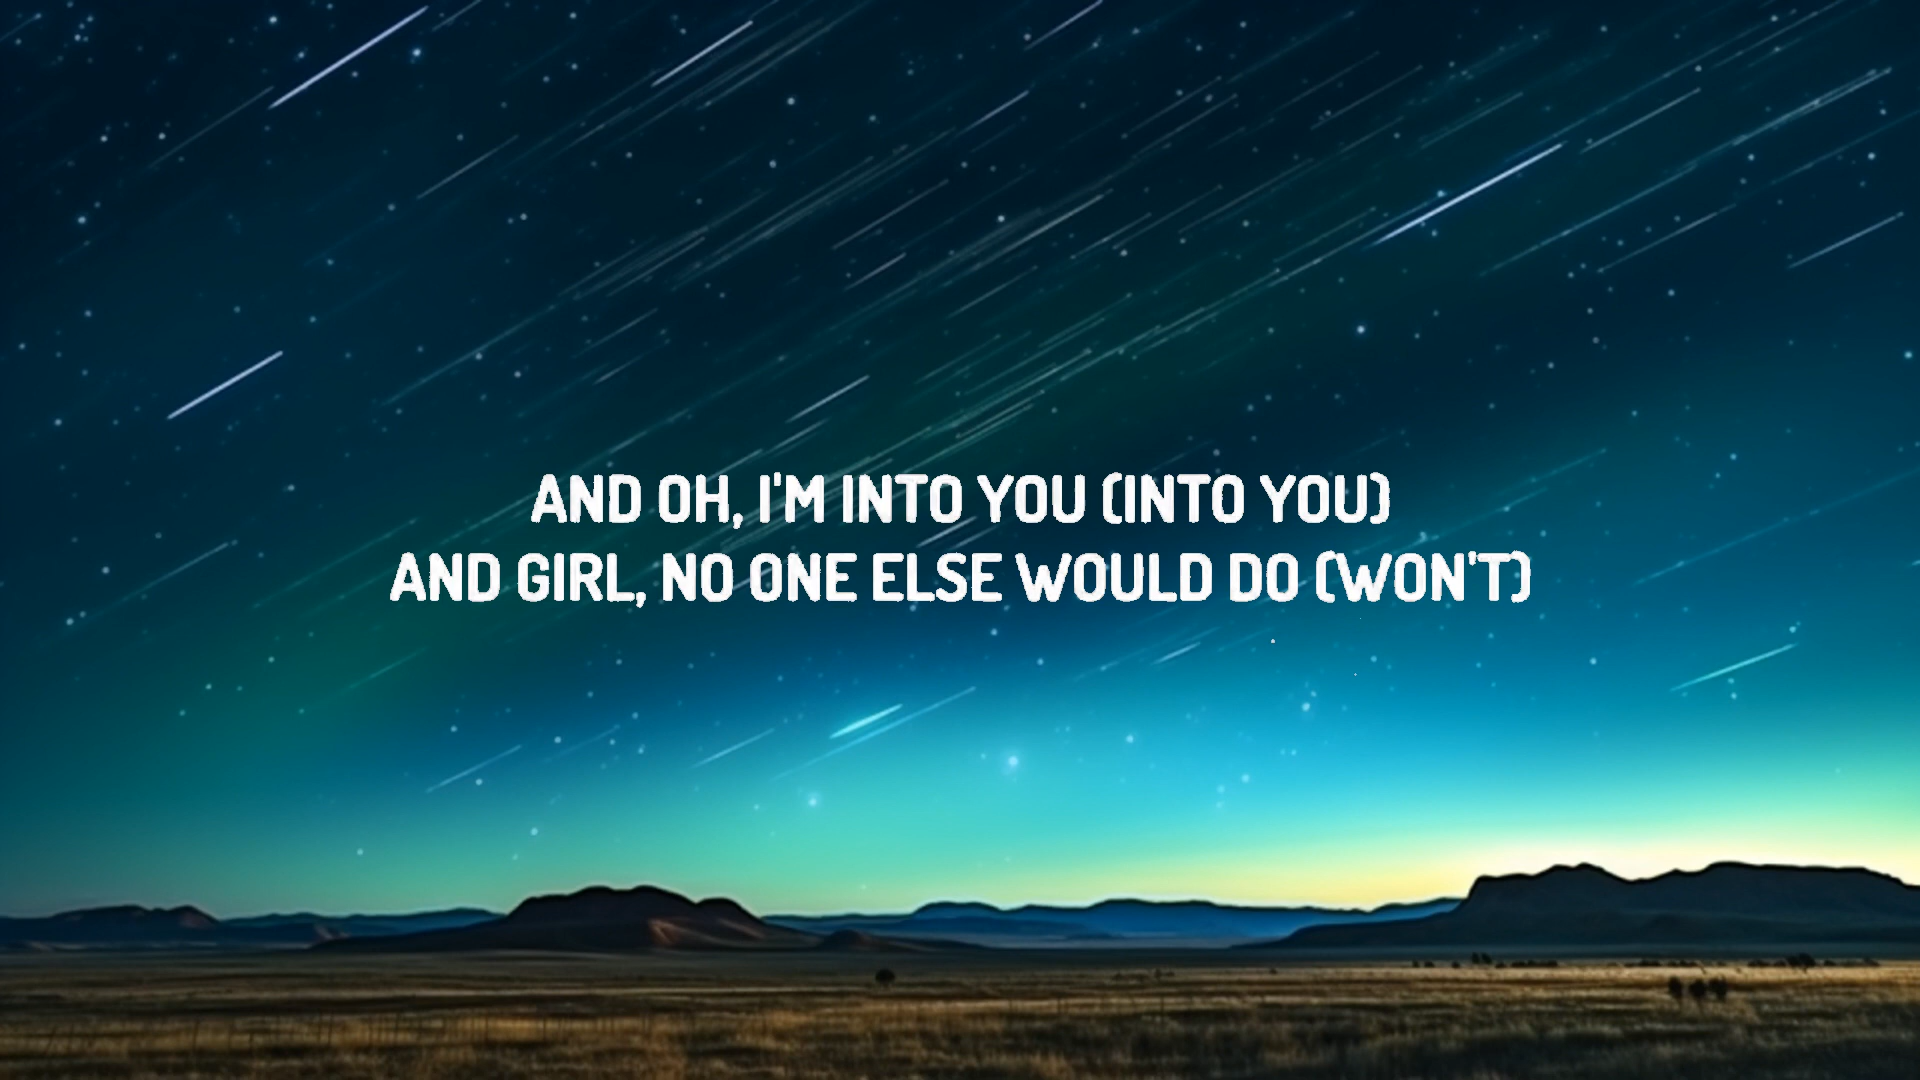 AND OH, I'M INTO YOU (INTO YOU)
AND GIRL, NO ONE ELSE WOULD DO (WON'T)